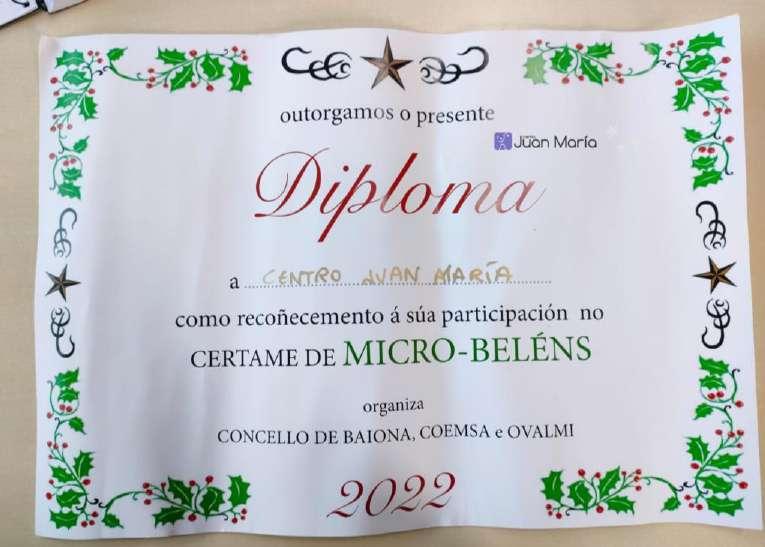 outorgamos o presente
Juan María
Diploma
a CENTRO JUAN MARÍA
como recoñecemento á súa participación no
CERTAME DE MICRO-BELÉNS
organiza
CONCELLO DE BAIONA, COEMSA e OVALMI
2022